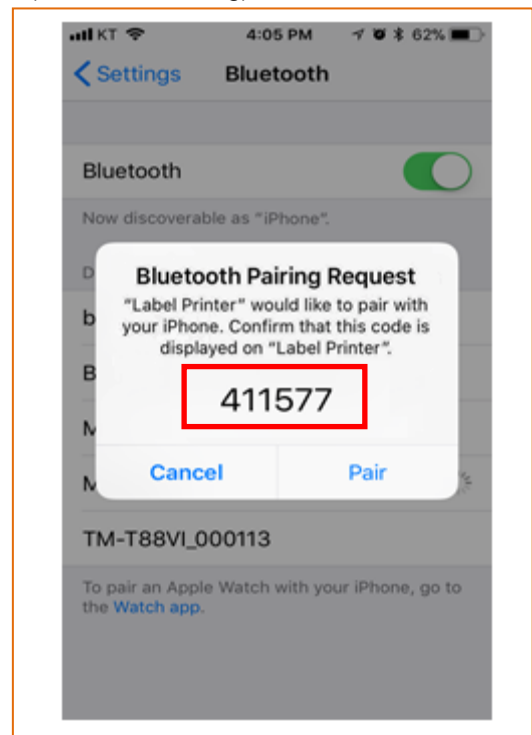 KT 4:05 PM 62%
Settings Bluetooth
Bluetooth
Now discoverable as "iPhone".
D
Bluetooth Pairing Request
"Label Printer" would like to pair with
your iPhone. Confirm that this code is
displayed on "Label Printer".
b
B
411577
M
Cancel Pair
M
TM-T88VI_000113
To pair an Apple Watch with your iPhone, go to
the Watch app.